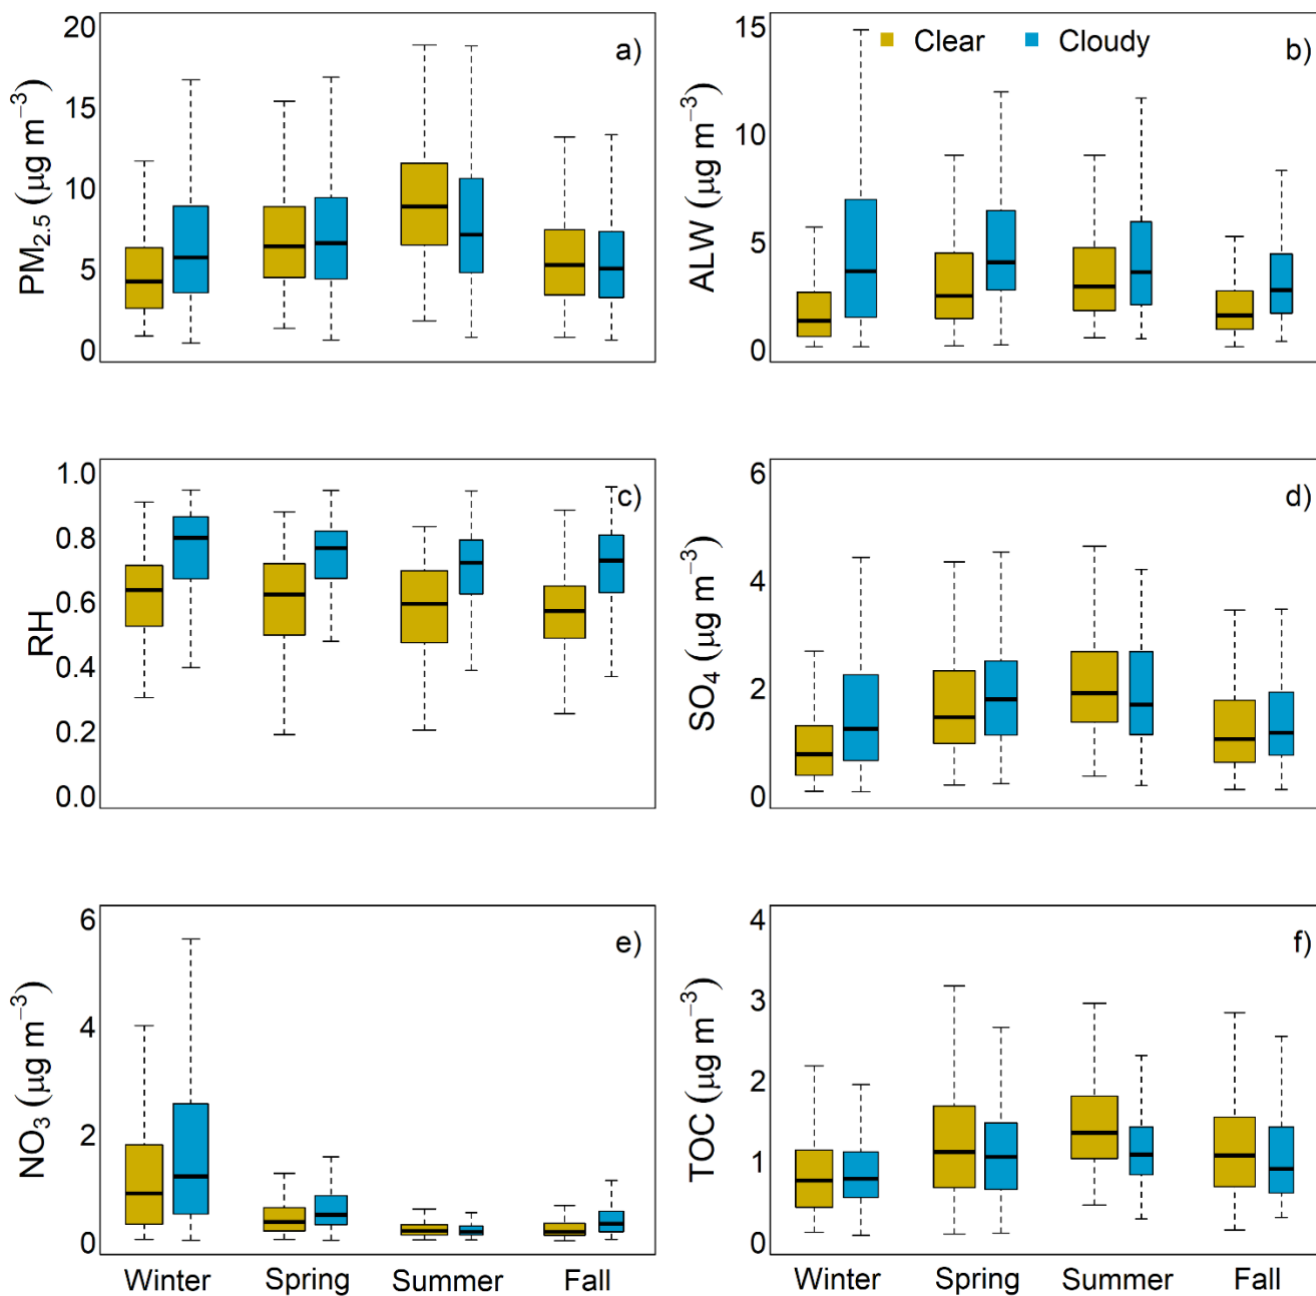 20
15
10
5
0
PM2.5 (μg m−3)
a)
15
10
5
0
ALW (μg m−3)
Clear
Cloudy
b)
1.0
0.8
0.6
0.4
0.2
0.0
RH
c)
6
4
2
0
SO4 (μg m−3)
d)
6
4
2
0
NO3 (μg m−3)
e)
Winter Spring Summer Fall
4
3
2
1
0
TOC (μg m−3)
f)
Winter Spring Summer Fall